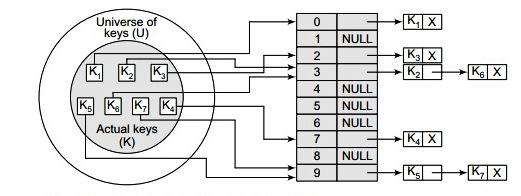 Universe of
keys (U)
K1 K2 K3
K5 K6 K7 K4
Actual keys
(K)
0 K1 X
1 NULL
2 K3 X
3 K2 K6 X
4 NULL
5 NULL
6 NULL
7 K4 X
8 NULL
9 K5 K7 X